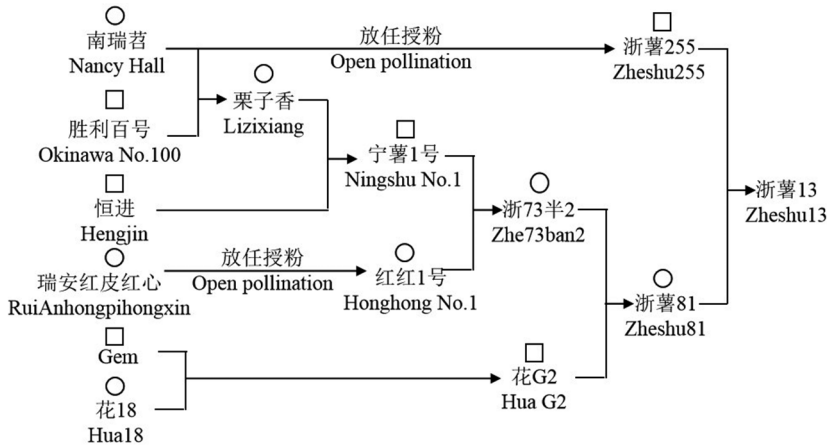 南瑞苕
Nancy Hall
放任授粉
Open pollination
浙薯255
Zheshu255
栗子香
Lizixiang
胜利百号
Okinawa No.100
宁薯1号
Ningshu No.1
恒进
Hengjin
浙73半2
Zhe73ban2
浙薯13
Zheshu13
瑞安红皮红心
RuiAnhongpihongxin
放任授粉
Open pollination
红红1号
Honghong No.1
浙薯81
Zheshu81
Gem
花18
Hua18
花G2
Hua G2